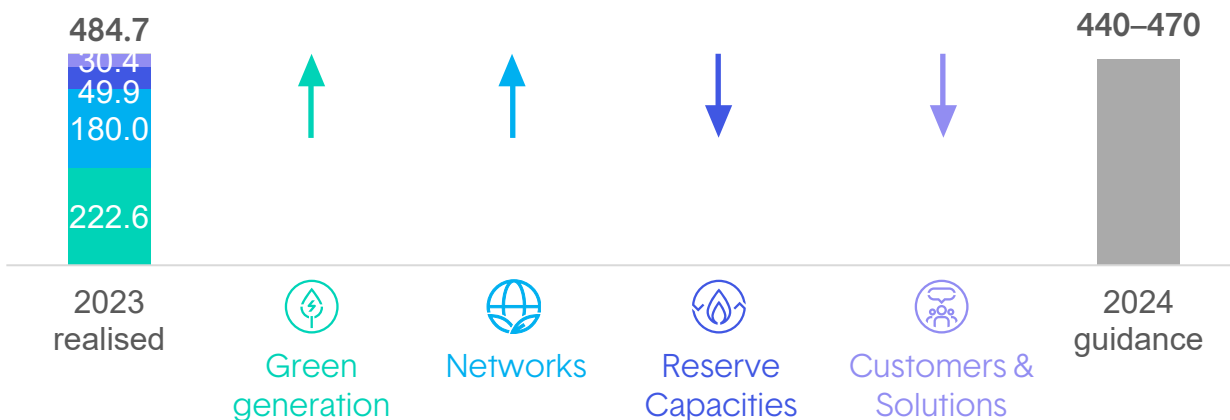 484.7
30.4
49.9
180.0
222.6
440–470
2023
realised
Green
generation
Networks
Reserve
Capacities
Customers &
Solutions
2024
guidance